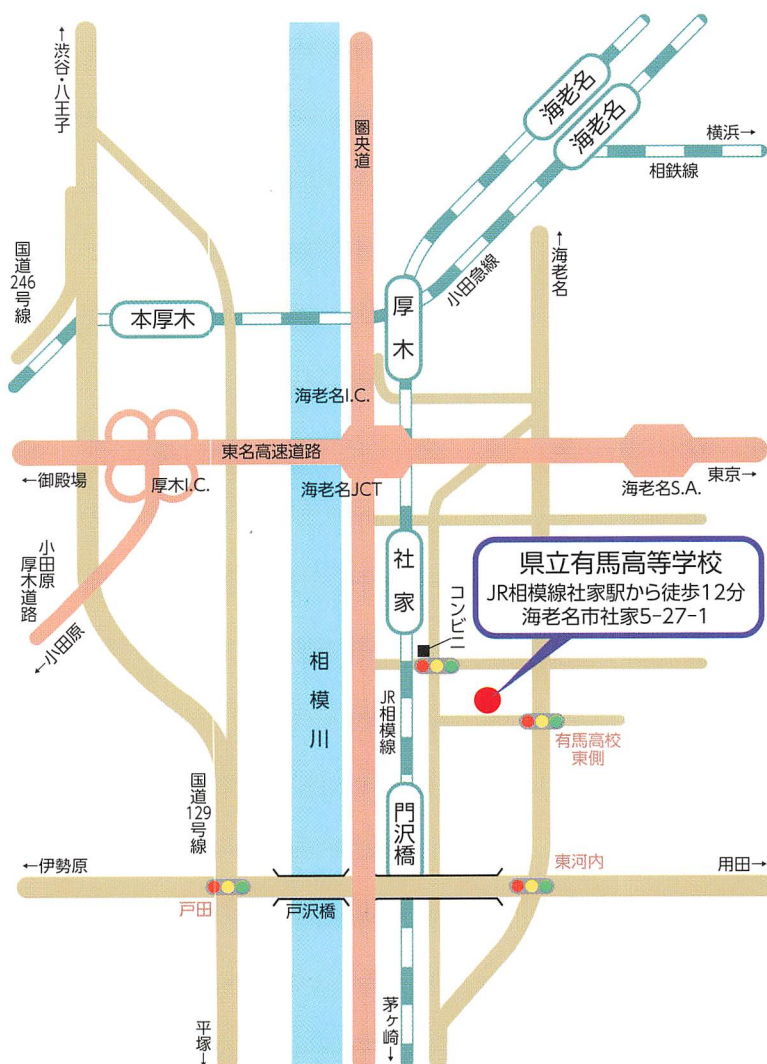 ←渋谷・八王子
圏央道
海老名
海老名
横浜→
相鉄線
国道246号線
本厚木
厚木
小田急線
←海老名
海老名I.C.
東名高速道路
←御殿場
厚木I.C.
海老名JCT
海老名S.A.
東京→
小田原
厚木道路
←小田原
社家
コンビニ
県立有馬高等学校
JR相模線社家駅から徒歩12分
海老名市社家5-27-1
相模川
JR相模線
有馬高校
東側
国道129号線
門沢橋
←伊勢原
戸田
戸沢橋
東河内
用田→
平塚→
茅ヶ崎→